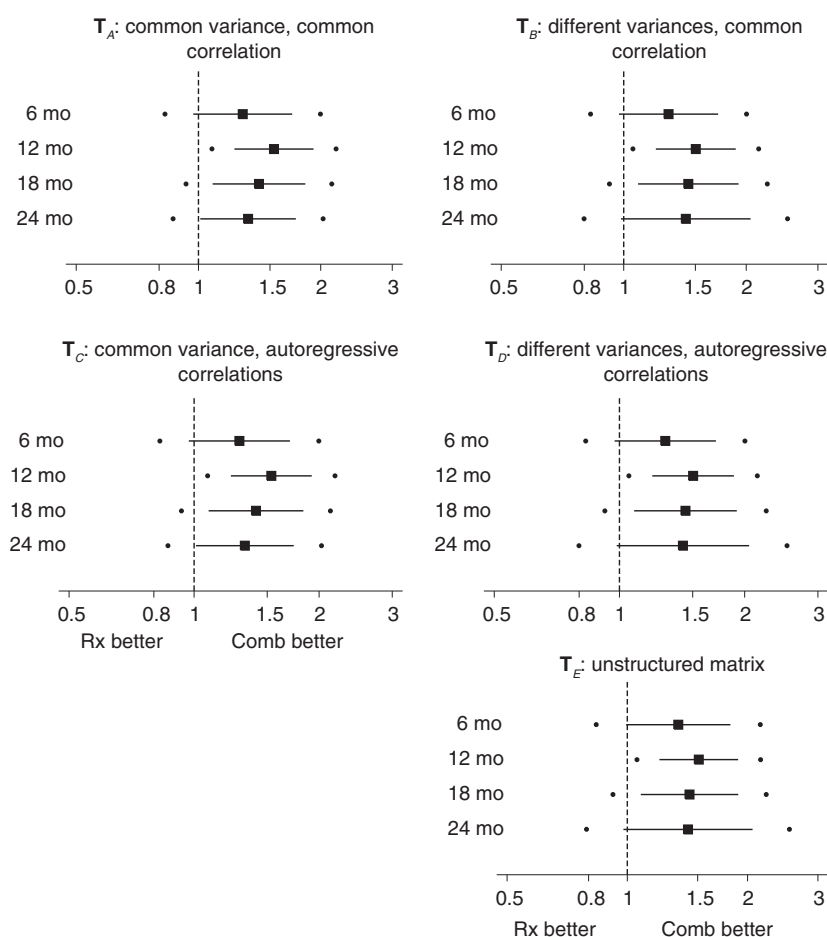 T_A: common variance, common
correlation
6 mo
12 mo
18 mo
24 mo
0.5 0.8 1 1.5 2 3
T_B: different variances, common
correlation
6 mo
12 mo
18 mo
24 mo
0.5 0.8 1 1.5 2 3
T_C: common variance, autoregressive
correlations
6 mo
12 mo
18 mo
24 mo
0.5 0.8 1 1.5 2 3
Rx better Comb better
T_D: different variances, autoregressive
correlations
6 mo
12 mo
18 mo
24 mo
0.5 0.8 1 1.5 2 3
T_E: unstructured matrix
6 mo
12 mo
18 mo
24 mo
0.5 0.8 1 1.5 2 3
Rx better Comb better